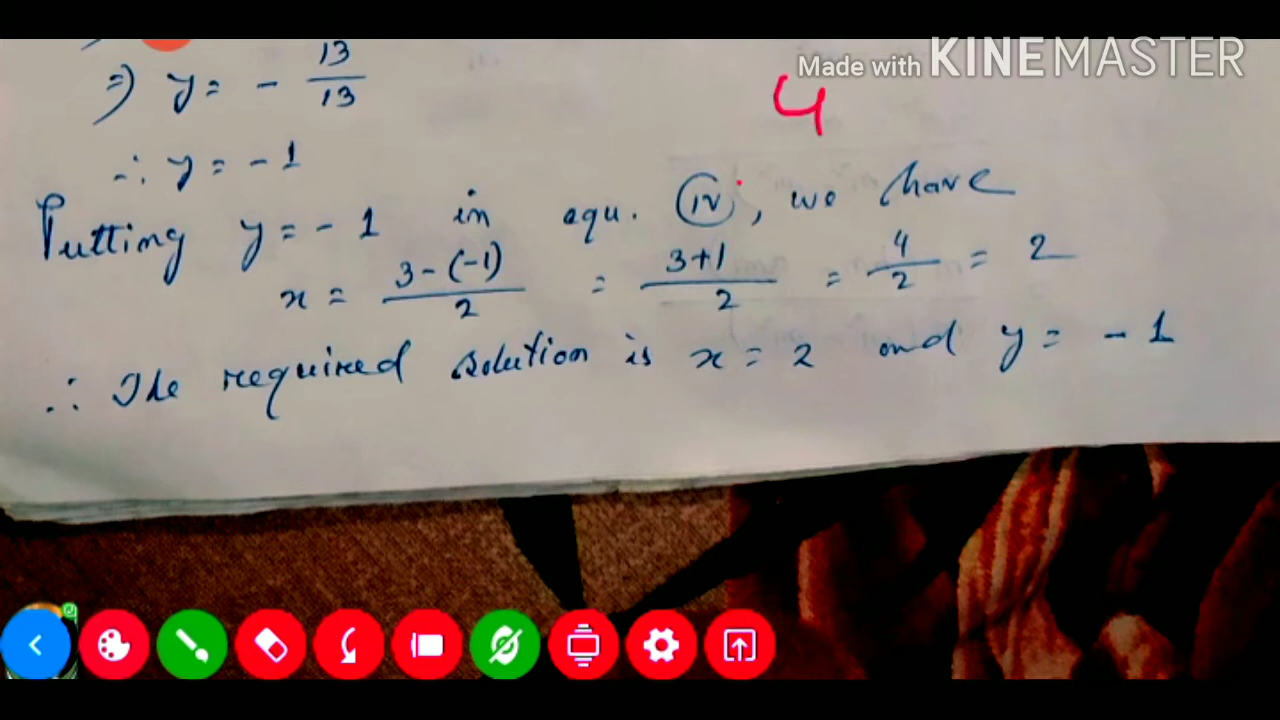 Made with KINEMASTER
⇒ y = - 13/13
4
∴ y = -1
Putting y = -1 in equ. (iv), we have
x = 3-(-1)/2 = 3+1/2 = 4/2 = 2
∴ The required solution is x = 2 and y = -1